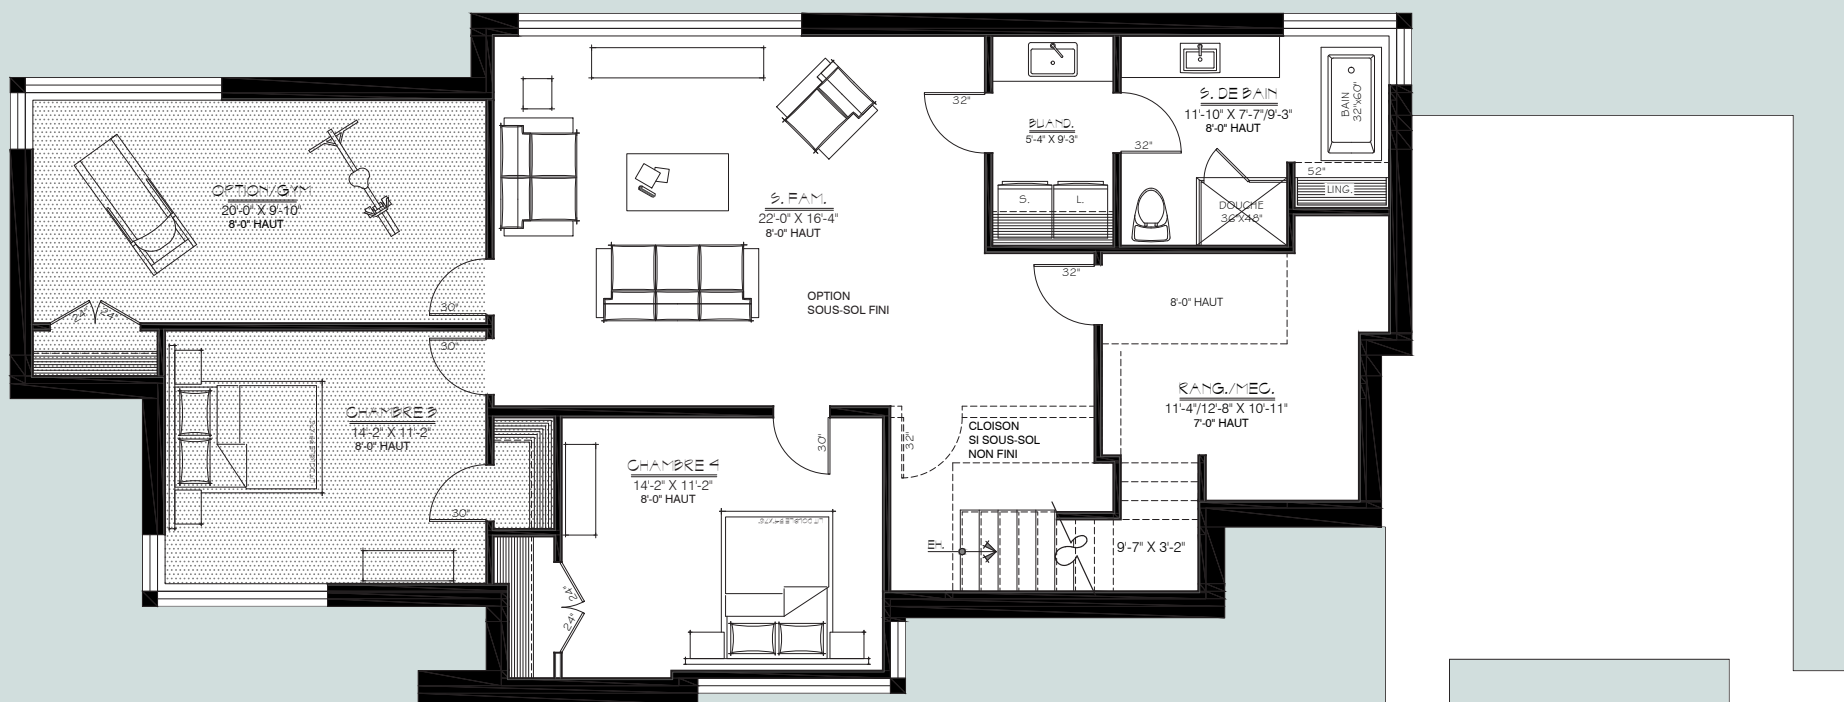 OPTION/GYM
20'-0" X 9'-10"
8'-0" HAUT
24"
24"
30"
30"
CHAMBRE 3
14'-2" X 11'-2"
8'-0" HAUT
30"
S. FAM.
22'-0" X 16'-4"
8'-0" HAUT
OPTION
SOUS-SOL FINI
32"
BUAND.
5'-4" X 9'-3"
S.
L.
32"
S. DE BAIN
11'-10" X 7'-7"/9'-3"
8'-0" HAUT
BAIN
32"x60"
52"
LING.
DOUCHE
36"X48"
32"
8'-0" HAUT
RANG./MEC.
11'-4"/12'-8" X 10'-11"
7'-0" HAUT
CHAMBRE 4
14'-2" X 11'-2"
8'-0" HAUT
30"
24"
24"
32"
CLOISON
SI SOUS-SOL
NON FINI
9'-7" X 3'-2"